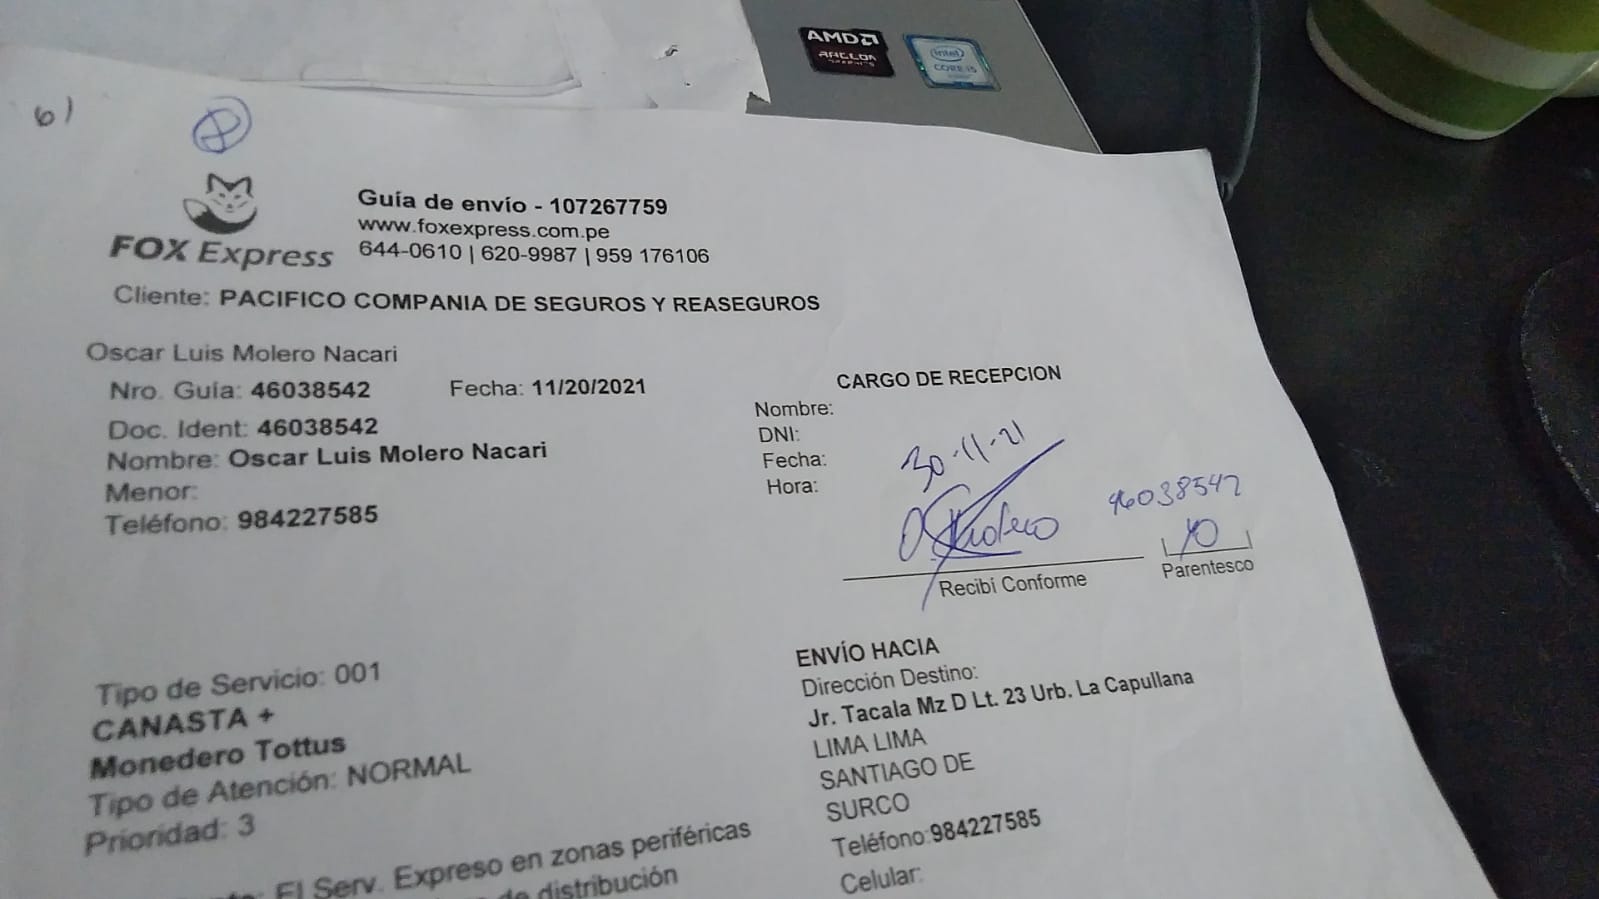 AMD
RADEON
GRAPHICS
intel
CORE i5
6)
FOX Express
Guía de envío - 107267759
www.foxexpress.com.pe
644-0610 | 620-9987 | 959 176106
Cliente: PACIFICO COMPANIA DE SEGUROS Y REASEGUROS
Oscar Luis Molero Nacari
Nro. Guía: 46038542 Fecha: 11/20/2021
Doc. Ident: 46038542
Nombre: Oscar Luis Molero Nacari
Menor:
Teléfono: 984227585
CARGO DE RECEPCION
Nombre:
DNI:
Fecha:
Hora:
30-11-21
46038542
YO
Recibí Conforme
Parentesco
Tipo de Servicio: 001
CANASTA +
Monedero Tottus
Tipo de Atención: NORMAL
Prioridad: 3
El Serv. Expreso en zonas periféricas
de distribución
ENVÍO HACIA
Dirección Destino:
Jr. Tacala Mz D Lt. 23 Urb. La Capullana
LIMA LIMA
SANTIAGO DE
SURCO
Teléfono:984227585
Celular: